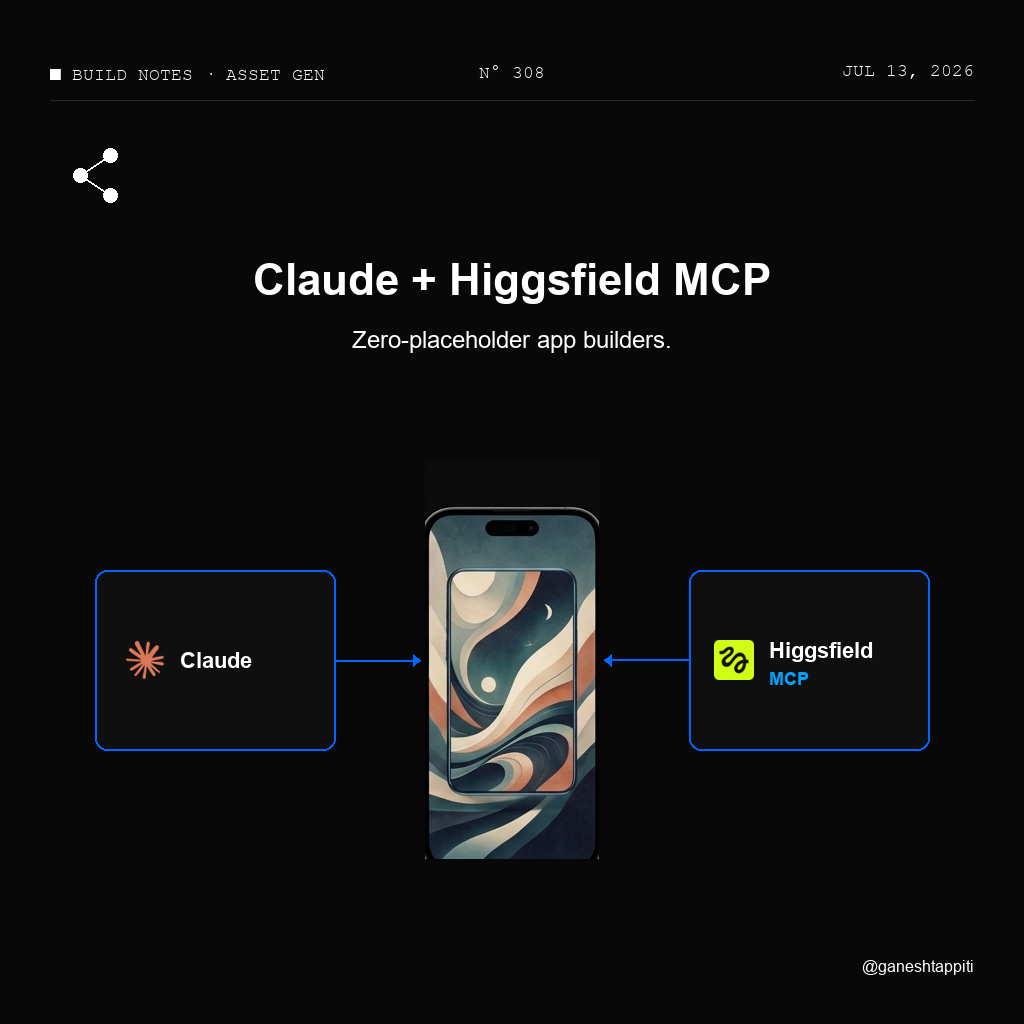 BUILD NOTES · ASSET GEN
N° 308
JUL 13, 2026
Claude + Higgsfield MCP
Zero-placeholder app builders.
Claude
Higgsfield
MCP
@ganeshtappiti